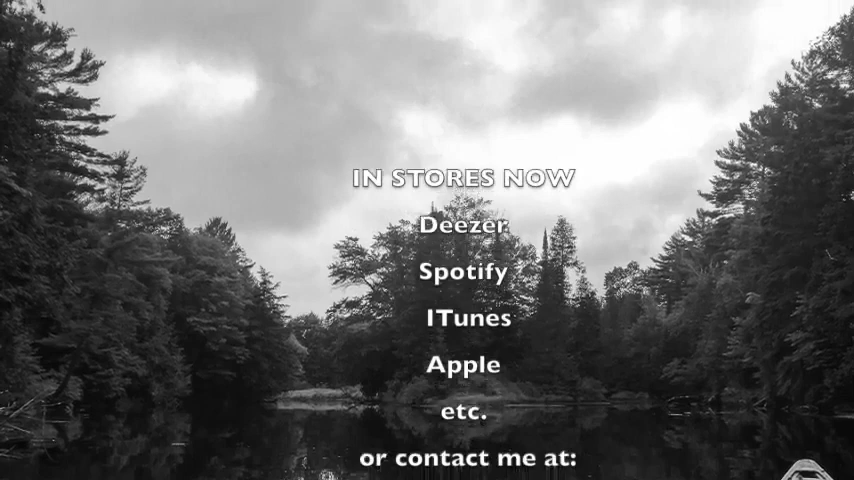 IN STORES NOW
Deezer
Spotify
ITunes
Apple
etc.
or contact me at: